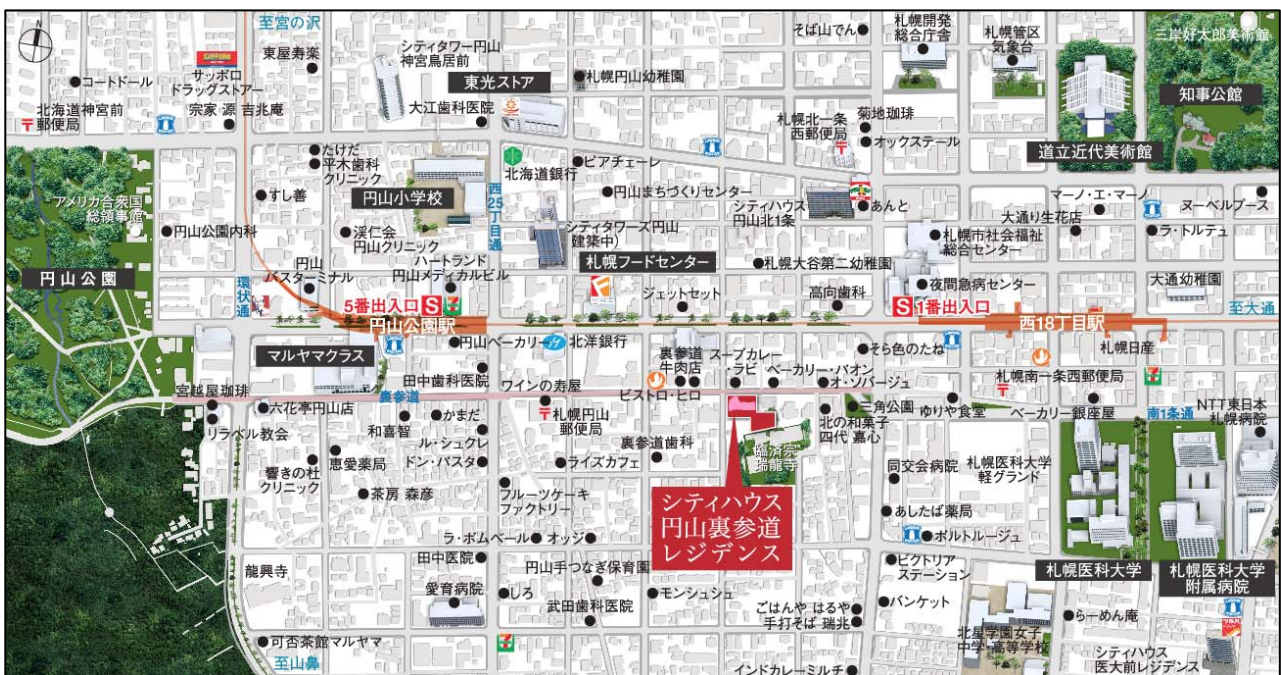 N
至宮の沢
東屋寿楽
コートドール
サッポロ
ドラッグストアー
宗家 源 吉兆庵
北海道神宮前
郵便局
シティタワー円山
神宮鳥居前
東光ストア
大江歯科医院
札幌円山幼稚園
そば山でん
札幌開発
総合庁舎
札幌管区
気象台
三岸好太郎美術館
知事公館
道立近代美術館
菊地珈琲
札幌北一条
西郵便局
オックステール
たけだ
平木歯科
クリニック
円山小学校
西25丁目通
北海道銀行
ピアチェーレ
円山まちづくりセンター
シティハウス
円山北1条
あんと
マーノ・エ・マーノ
ヌーベルプース
大通り生花店
ラ・トルテュ
アメリカ合衆国
総領事館
すし善
円山公園内科
渓仁会
円山クリニック
シティタワーズ円山
建築中)
札幌市社会福祉
総合センター
円山公園
円山
バスターミナル
ハートランド
円山メディカルビル
札幌フードセンター
札幌大谷第二幼稚園
夜間急病センター
大通幼稚園
環状通
5番出入口
S
ジェットセット
高向歯科
S
1番出入口
至大通
円山公園駅
西18丁目駅
マルヤマクラス
円山ベーカリー
北洋銀行
裏参道
牛肉店
スープカレー
・ラビ
ベーカリー・バオン
そら色のたね
札幌日産
田中歯科医院
ワインの寿屋
ビストロ・ヒロ
オ・ソバージュ
札幌南一条西郵便局
宮越屋珈琲
裏参道
六花亭円山店
リラベル教会
和喜智
かまだ
札幌円山
郵便局
三角公園
ゆりや食堂
ベーカリー銀座屋
南1条通
NTT東日本
札幌病院
北の和菓子
四代 嘉心
ル・シュクレ
裏参道歯科
臨済宗
瑞龍寺
恵愛薬局
ドン・パスタ
ライズカフェ
響きの杜
クリニック
同交会病院
札幌医科大学
軽グランド
茶房 森彦
フルーツケーキ
ファクトリー
シティハウス
円山裏参道
レジデンス
あしたば薬局
ラ・ボムベール
オッジ
ポルトルージュ
龍興寺
田中医院
円山手つなぎ保育園
ビクトリア
ステーション
札幌医科大学
札幌医科大学
附属病院
愛育病院
しろ
武田歯科医院
モンシュシュ
ごはんや はるや
手打そば 瑞兆
バンケット
らーめん庵
可否茶館マルヤマ
至山鼻
北星学園女子
中学・高等学校
インドカレーミルチ
シティハウス
医大前レジデンス